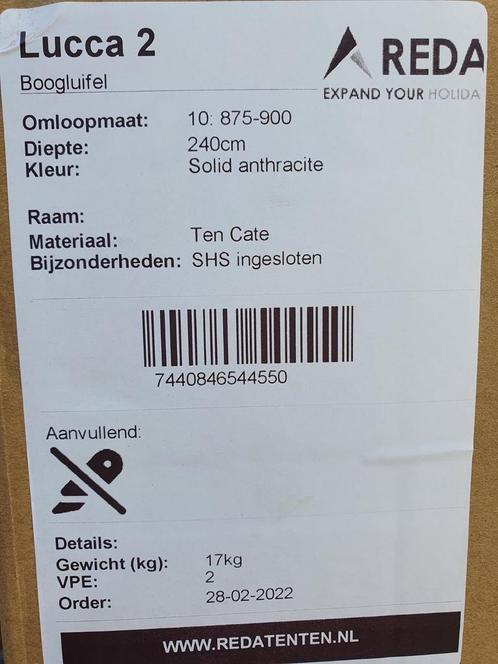 Lucca 2
Boogluifel
REDA
EXPAND YOUR HOLIDA
Omloopmaat: 10: 875-900
Diepte: 240cm
Kleur: Solid anthracite
Raam:
Materiaal: Ten Cate
Bijzonderheden: SHS ingesloten
7440846544550
Aanvullend:
Details:
Gewicht (kg): 17kg
VPE: 2
Order: 28-02-2022
WWW.REDATENTEN.NL